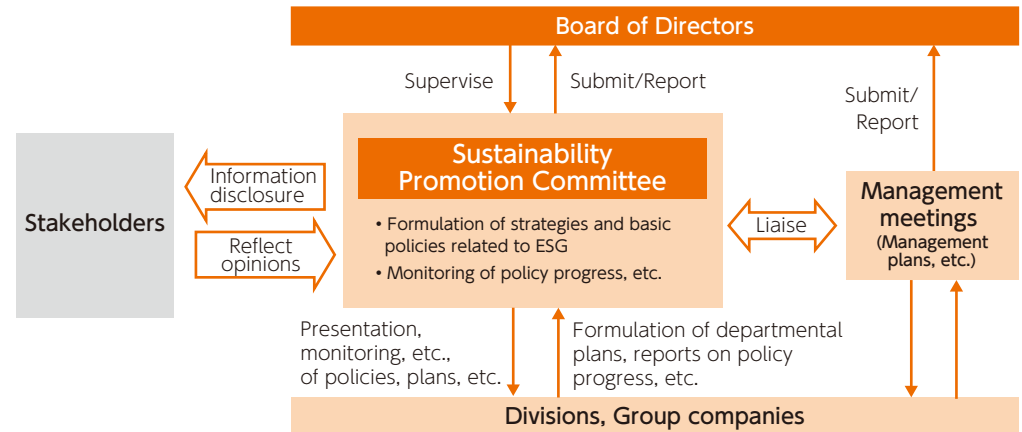 Board of Directors
Supervise
Submit/Report
Submit/
Report
Sustainability
Promotion Committee
• Formulation of strategies and basic
policies related to ESG
• Monitoring of policy progress, etc.
Stakeholders
Information
disclosure
Reflect
opinions
Liaise
Management
meetings
(Management
plans, etc.)
Presentation,
monitoring, etc.,
of policies, plans, etc.
Formulation of departmental
plans, reports on policy
progress, etc.
Divisions, Group companies